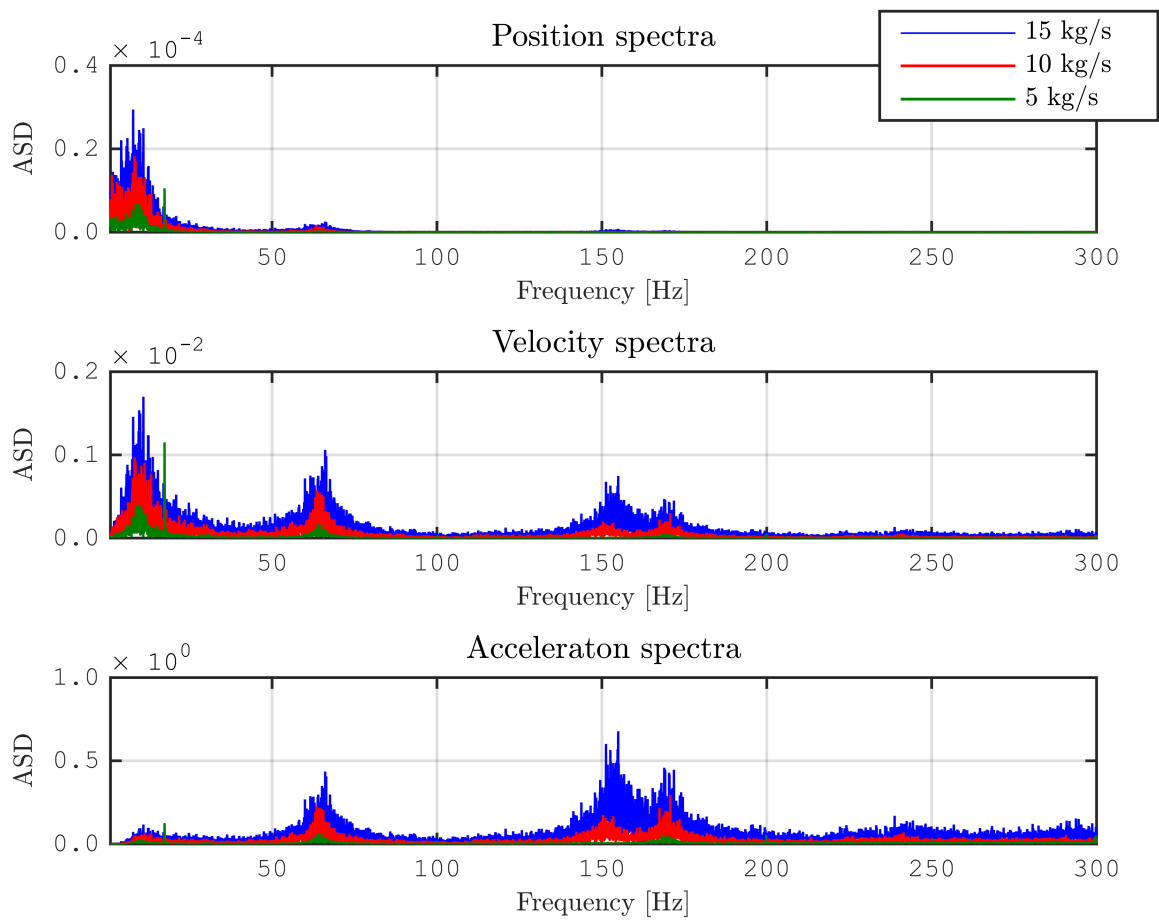 Position spectra
15 kg/s
10 kg/s
5 kg/s
× 10⁻⁴
0.4
0.2
0.0
ASD
50 100 150 200 250 300
Frequency [Hz]
Velocity spectra
× 10⁻²
0.2
0.1
0.0
ASD
50 100 150 200 250 300
Frequency [Hz]
Acceleraton spectra
× 10⁰
1.0
0.5
0.0
ASD
50 100 150 200 250 300
Frequency [Hz]